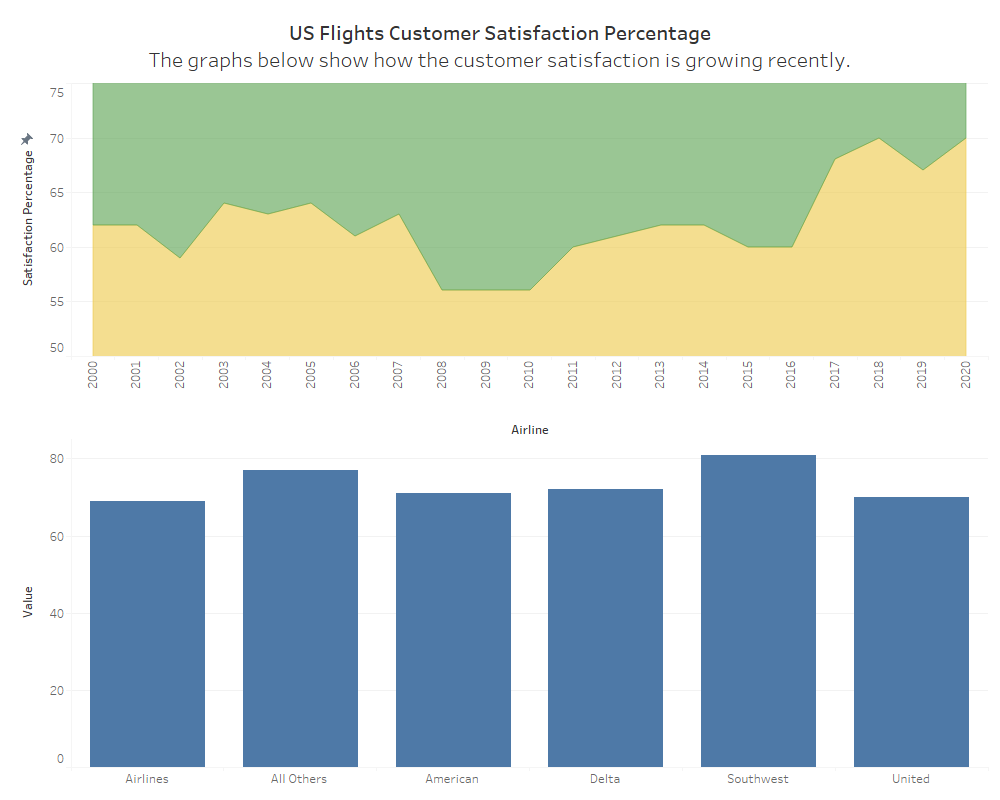 US Flights Customer Satisfaction Percentage
The graphs below show how the customer satisfaction is growing recently.
Satisfaction Percentage
75
70
65
60
55
50
2000 2001 2002 2003 2004 2005 2006 2007 2008 2009 2010 2011 2012 2013 2014 2015 2016 2017 2018 2019 2020
Airline
Value
80
60
40
20
0
Airlines All Others American Delta Southwest United